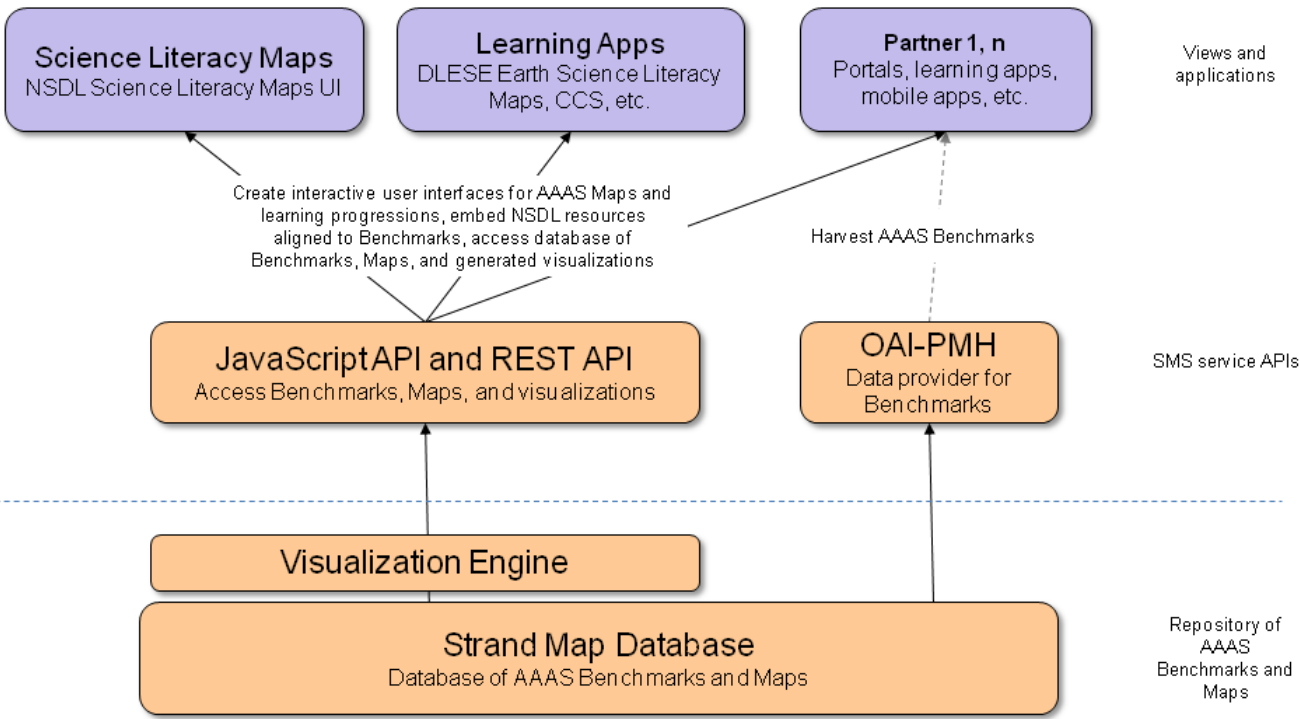 Science Literacy Maps
NSDL Science Literacy Maps UI
Learning Apps
DLESE Earth Science Literacy
Maps, CCS, etc.
Partner 1, n
Portals, learning apps,
mobile apps, etc.
Views and
applications
Create interactive user interfaces for AAAS Maps and
learning progressions, embed NSDL resources
aligned to Benchmarks, access database of
Benchmarks, Maps, and generated visualizations
Harvest AAAS Benchmarks
JavaScript API and REST API
Access Benchmarks, Maps, and visualizations
OAI-PMH
Data provider for
Benchmarks
SMS service APIs
Visualization Engine
Strand Map Database
Database of AAAS Benchmarks and Maps
Repository of
AAAS
Benchmarks and
Maps